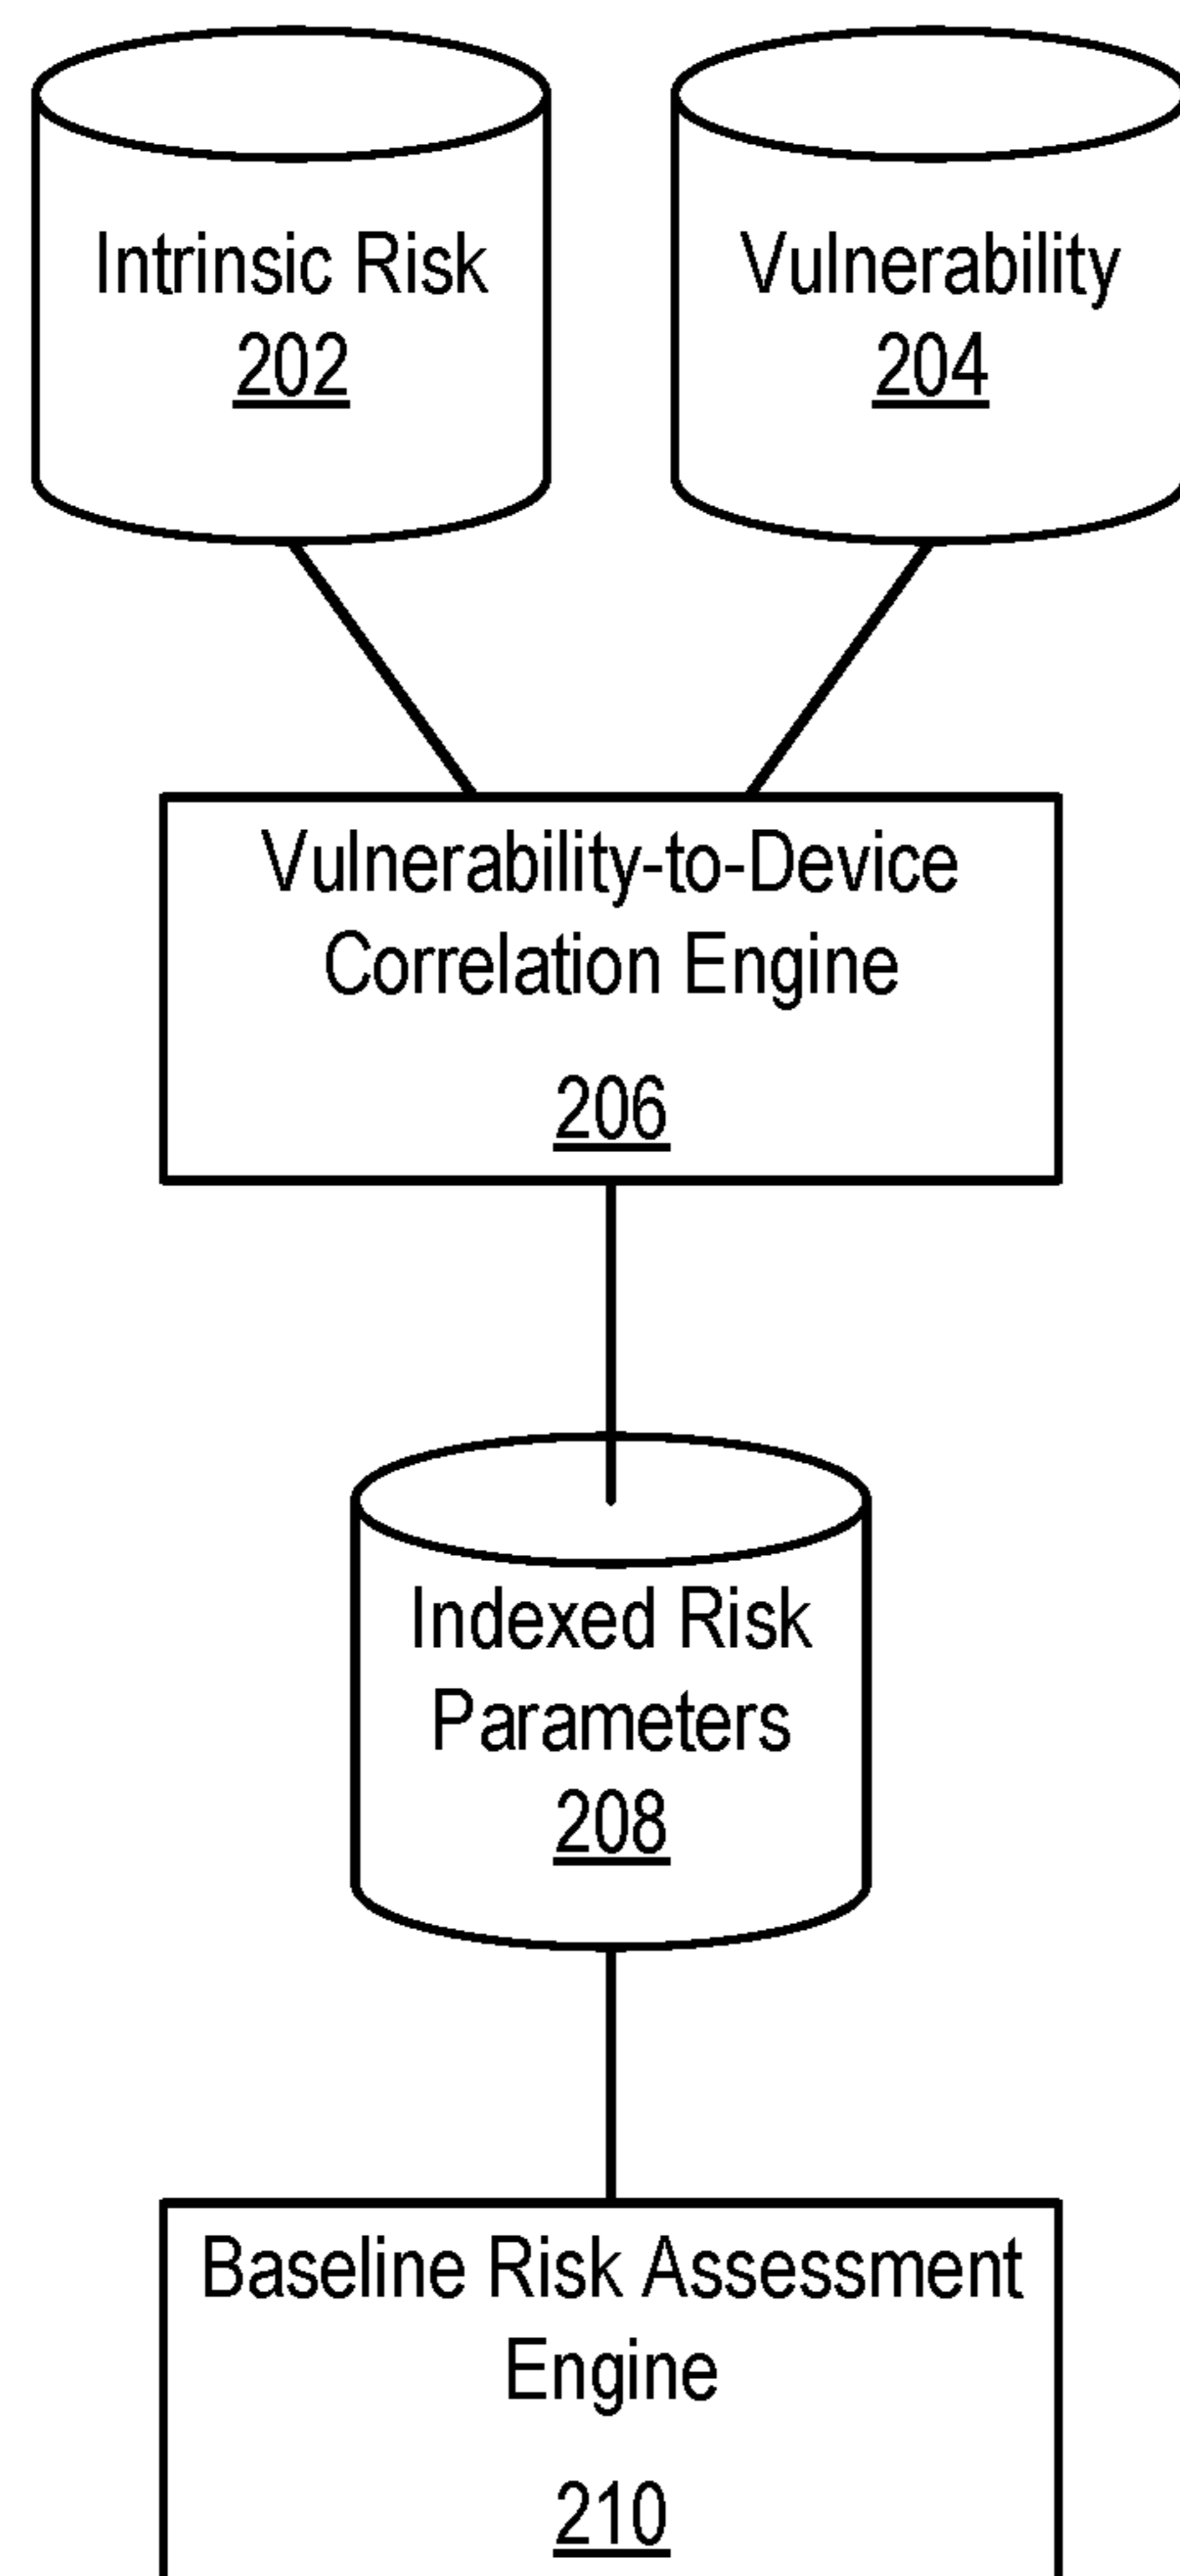 Intrinsic Risk
202
Vulnerability
204
Vulnerability-to-Device
Correlation Engine
206
Indexed Risk
Parameters
208
Baseline Risk Assessment
Engine
210